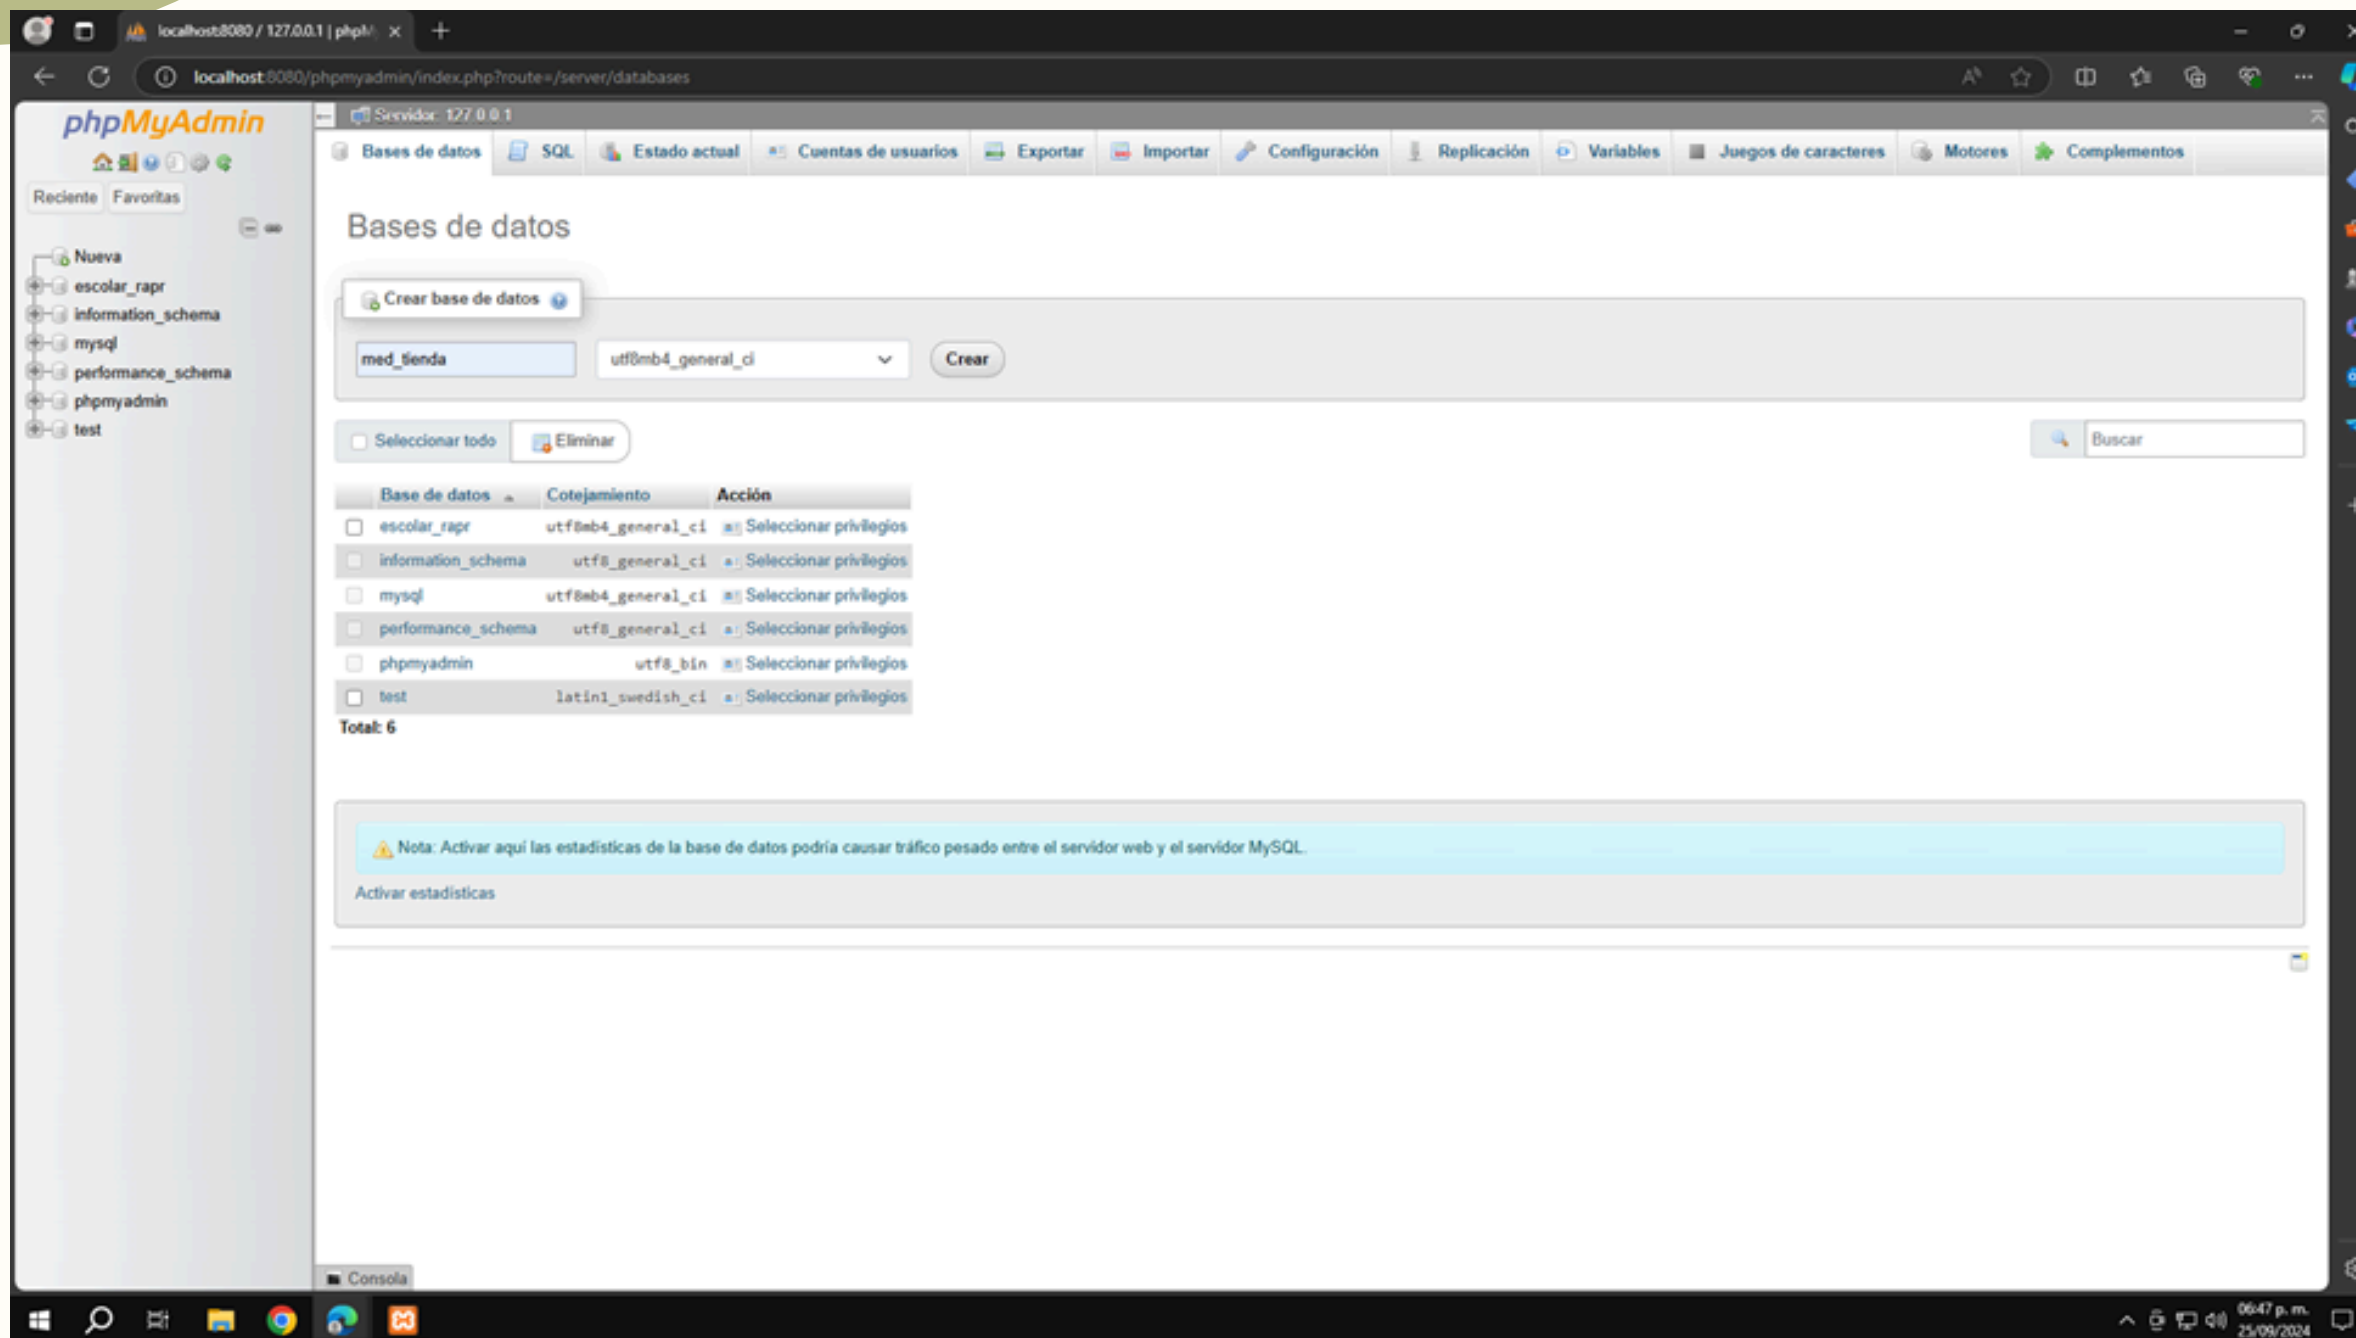 localhost:8080 / 127.0.0.1 | phpM
localhost:8080/phpmyadmin/index.php?route=/server/databases
phpMyAdmin
Reciente Favoritas
Nueva
escolar_rapr
information_schema
mysql
performance_schema
phpmyadmin
test
Servidor: 127.0.0.1
Bases de datos SQL Estado actual Cuentas de usuarios Exportar Importar Configuración Replicación Variables Juegos de caracteres Motores Complementos
Bases de datos
Crear base de datos
med_tienda utf8mb4_general_ci Crear
Seleccionar todo Eliminar Buscar
Base de datos Cotejamiento Acción
escolar_rapr utf8mb4_general_ci Seleccionar privilegios
information_schema utf8_general_ci Seleccionar privilegios
mysql utf8mb4_general_ci Seleccionar privilegios
performance_schema utf8_general_ci Seleccionar privilegios
phpmyadmin utf8_bin Seleccionar privilegios
test latin1_swedish_ci Seleccionar privilegios
Total: 6
Nota: Activar aquí las estadísticas de la base de datos podría causar tráfico pesado entre el servidor web y el servidor MySQL.
Activar estadísticas
Consola
06:47 p. m.
25/09/2024